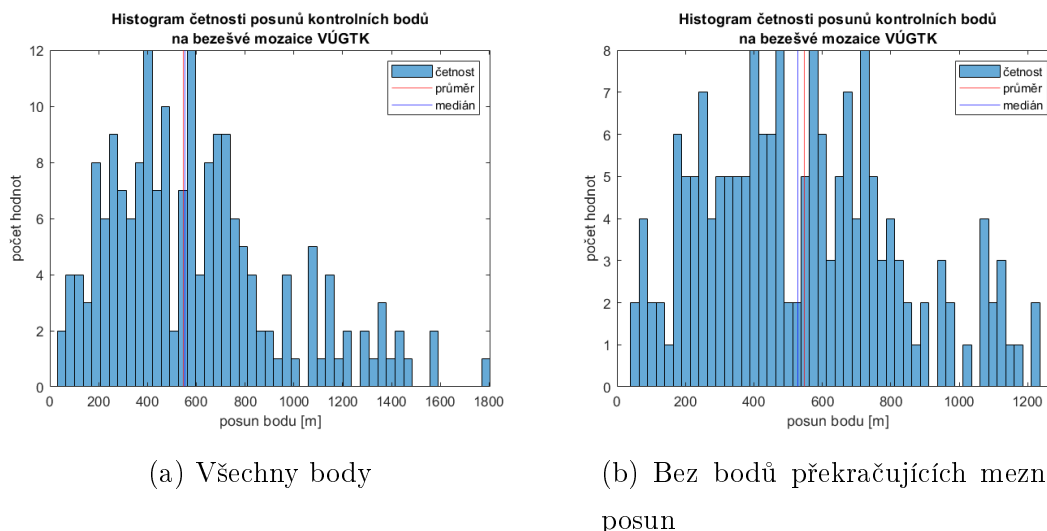 Histogram četnosti posunů kontrolních bodů
na bezešvé mozaice VÚGTK
12
10
8
6
4
2
0
počet hodnot
četnost
průměr
medián
0 200 400 600 800 1000 1200 1400 1600 1800
posun bodu [m]
(a) Všechny body
Histogram četnosti posunů kontrolních bodů
na bezešvé mozaice VÚGTK
8
7
6
5
4
3
2
1
0
počet hodnot
četnost
průměr
medián
0 200 400 600 800 1000 1200
posun bodu [m]
(b) Bez bodů překračujících mezn
posun